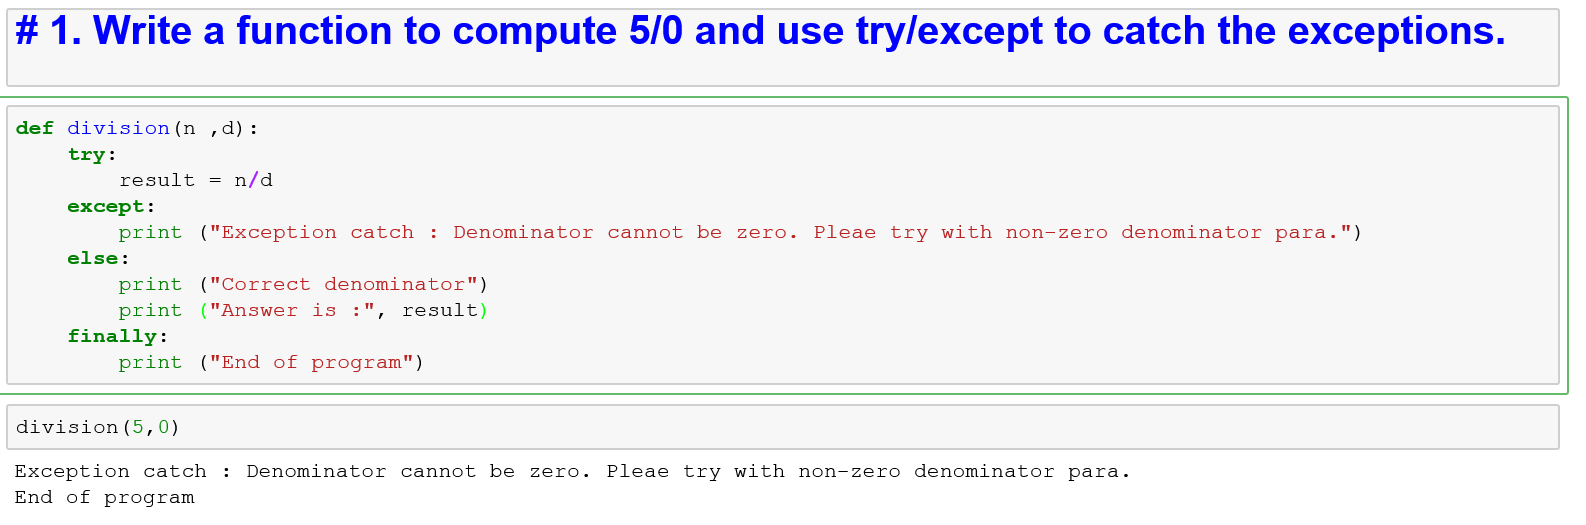 # 1. Write a function to compute 5/0 and use try/except to catch the exceptions.
def division(n ,d):
    try:
        result = n/d
    except:
        print ("Exception catch : Denominator cannot be zero. Pleae try with non-zero denominator para.")
    else:
        print ("Correct denominator")
        print ("Answer is :", result)
    finally:
        print ("End of program")
division(5,0)
Exception catch : Denominator cannot be zero. Pleae try with non-zero denominator para.
End of program